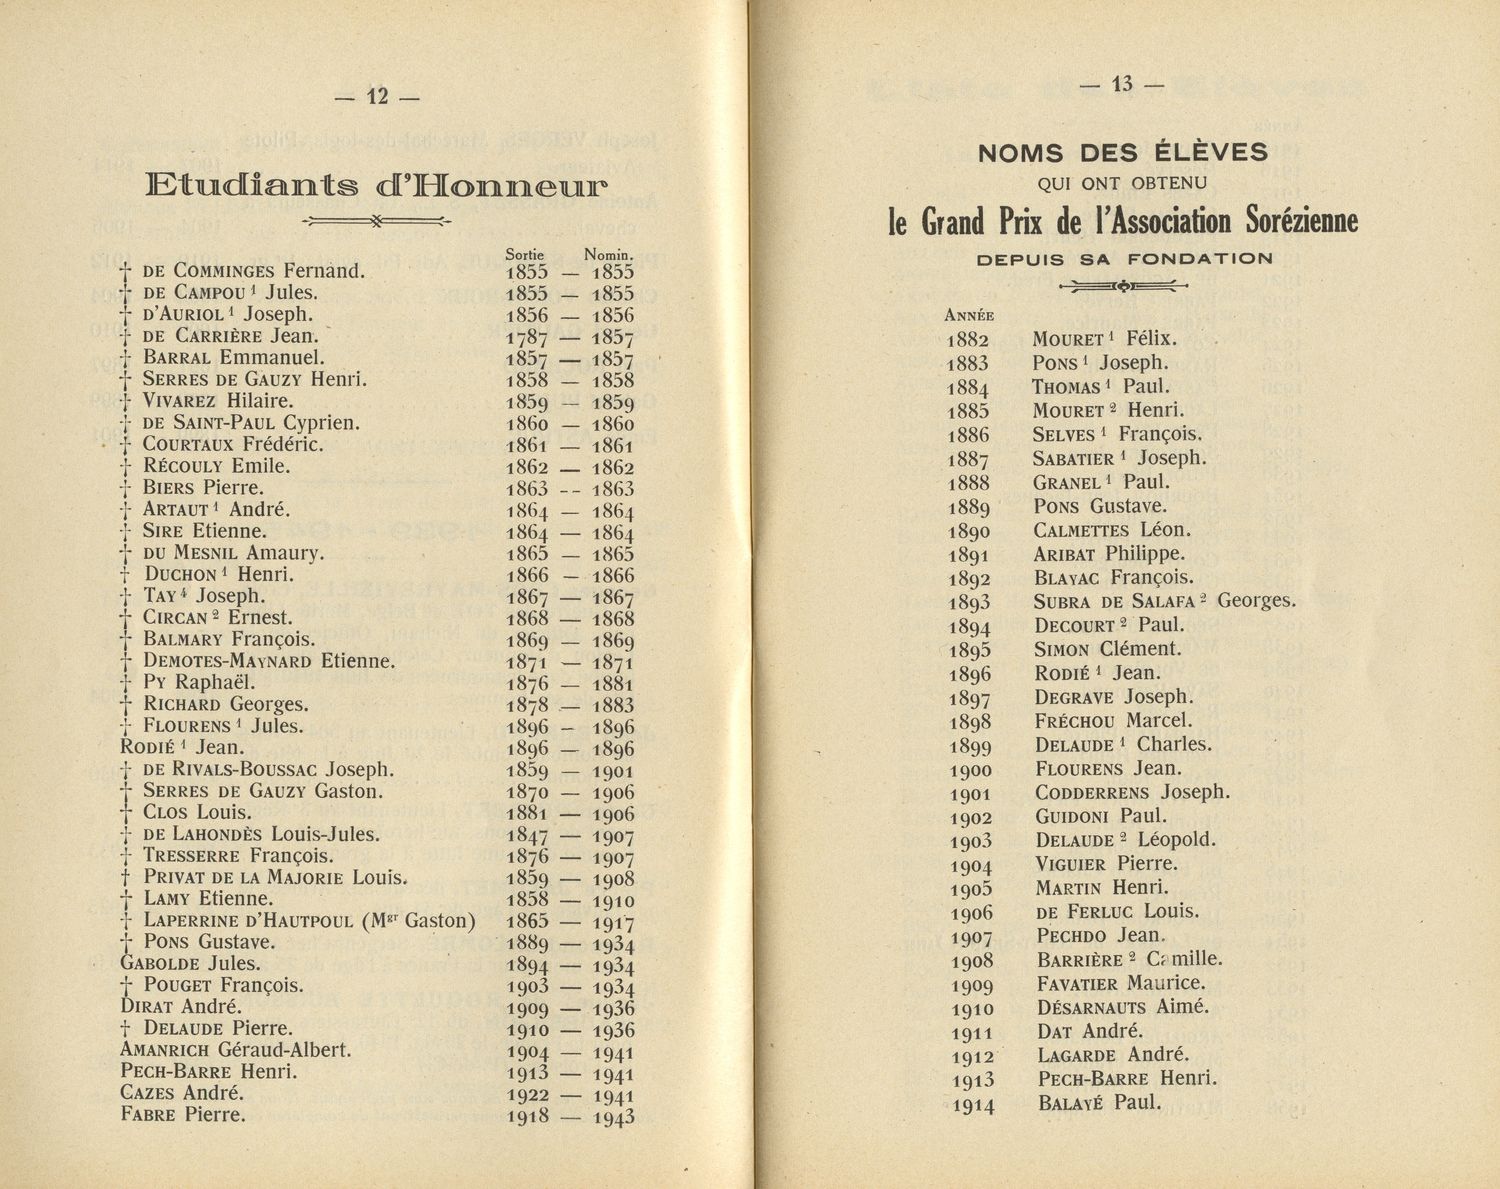 — 12 —
Etudiants d'Honneur
Sortie Nomin.
† DE COMMINGES Fernand. 1855 — 1855
† DE CAMPOU ¹ Jules. 1855 — 1855
† D'AURIOL ¹ Joseph. 1856 — 1856
† DE CARRIÈRE Jean. 1787 — 1857
† BARRAL Emmanuel. 1857 — 1857
† SERRES DE GAUZY Henri. 1858 — 1858
† VIVAREZ Hilaire. 1859 — 1859
† DE SAINT-PAUL Cyprien. 1860 — 1860
† COURTAUX Frédéric. 1861 — 1861
† RÉCOULY Emile. 1862 — 1862
† BIERS Pierre. 1863 -- 1863
† ARTAUT ¹ André. 1864 — 1864
† SIRE Etienne. 1864 — 1864
† DU MESNIL Amaury. 1865 — 1865
† DUCHON ¹ Henri. 1866 — 1866
† TAY ⁴ Joseph. 1867 — 1867
† CIRCAN ² Ernest. 1868 — 1868
† BALMARY François. 1869 — 1869
† DEMOTES-MAYNARD Etienne. 1871 — 1871
† PY Raphaël. 1876 — 1881
† RICHARD Georges. 1878 — 1883
† FLOURENS ¹ Jules. 1896 – 1896
RODIÉ ¹ Jean. 1896 — 1896
† DE RIVALS-BOUSSAC Joseph. 1859 — 1901
† SERRES DE GAUZY Gaston. 1870 — 1906
† CLOS Louis. 1881 — 1906
† DE LAHONDÈS Louis-Jules. 1847 — 1907
† TRESSERRE François. 1876 — 1907
† PRIVAT DE LA MAJORIE Louis. 1859 — 1908
† LAMY Etienne. 1858 — 1910
† LAPERRINE D'HAUTPOUL (Mgr Gaston) 1865 — 1917
† PONS Gustave. 1889 — 1934
GABOLDE Jules. 1894 — 1934
† POUGET François. 1903 — 1934
DIRAT André. 1909 — 1936
† DELAUDE Pierre. 1910 — 1936
AMANRICH Géraud-Albert. 1904 — 1941
PECH-BARRE Henri. 1913 — 1941
CAZES André. 1922 — 1941
FABRE Pierre. 1918 — 1943
— 13 —
NOMS DES ÉLÈVES
QUI ONT OBTENU
le Grand Prix de l'Association Sorézienne
DEPUIS SA FONDATION
ANNÉE
1882 MOURET ¹ Félix.
1883 PONS ¹ Joseph.
1884 THOMAS ¹ Paul.
1885 MOURET ² Henri.
1886 SELVES ¹ François.
1887 SABATIER ¹ Joseph.
1888 GRANEL ¹ Paul.
1889 PONS Gustave.
1890 CALMETTES Léon.
1891 ARIBAT Philippe.
1892 BLAYAC François.
1893 SUBRA DE SALAFA ² Georges.
1894 DECOURT ² Paul.
1895 SIMON Clément.
1896 RODIÉ ¹ Jean.
1897 DEGRAVE Joseph.
1898 FRÉCHOU Marcel.
1899 DELAUDE ¹ Charles.
1900 FLOURENS Jean.
1901 CODDERRENS Joseph.
1902 GUIDONI Paul.
1903 DELAUDE ² Léopold.
1904 VIGUIER Pierre.
1905 MARTIN Henri.
1906 DE FERLUC Louis.
1907 PECHDO Jean.
1908 BARRIÈRE ² Camille.
1909 FAVATIER Maurice.
1910 DÉSARNAUTS Aimé.
1911 DAT André.
1912 LAGARDE André.
1913 PECH-BARRE Henri.
1914 BALAYÉ Paul.